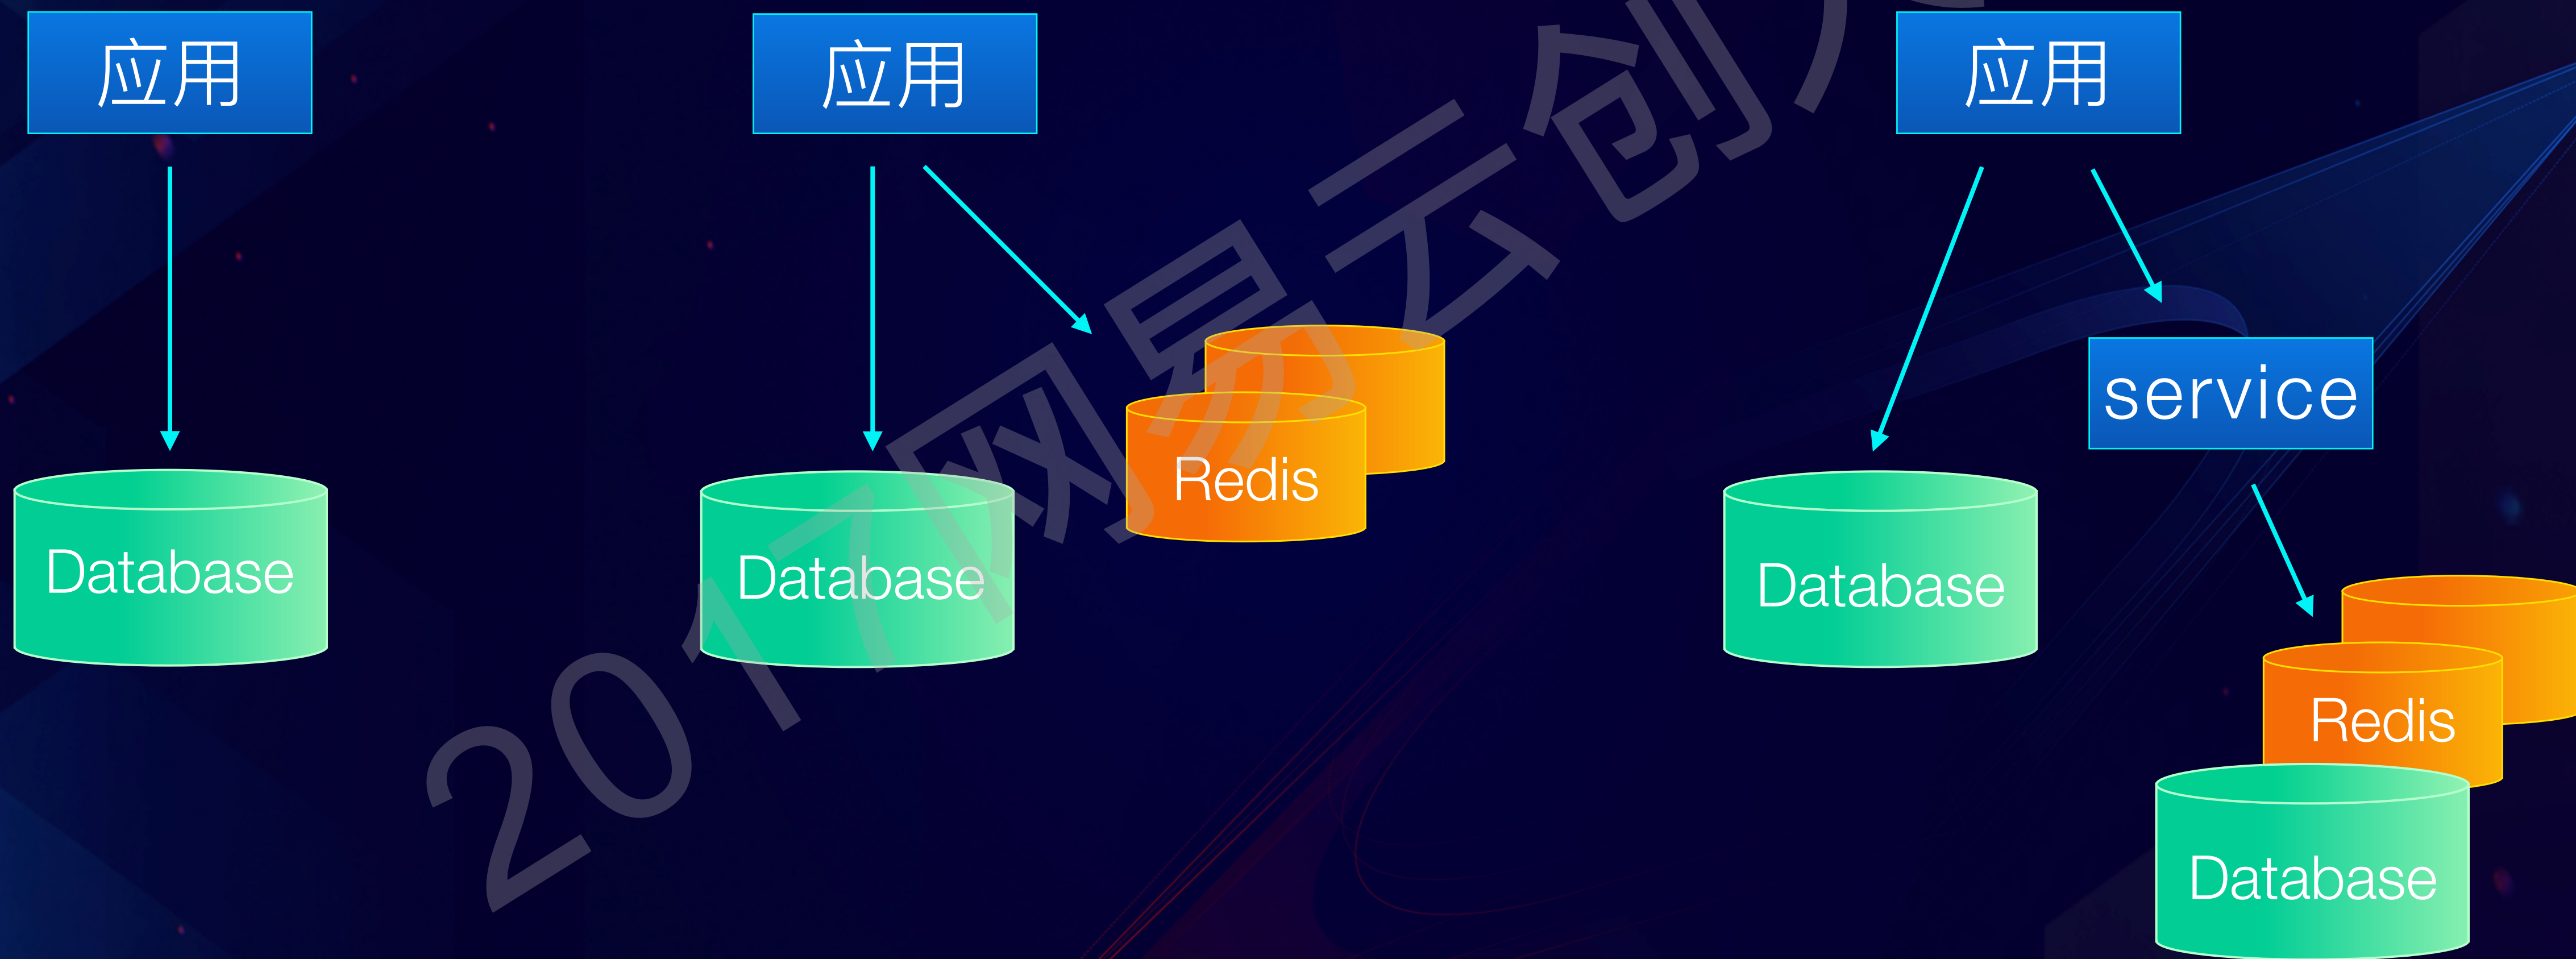 应用
Database
应用
Database
Redis
应用
service
Database
Redis
Database
2017网易云创